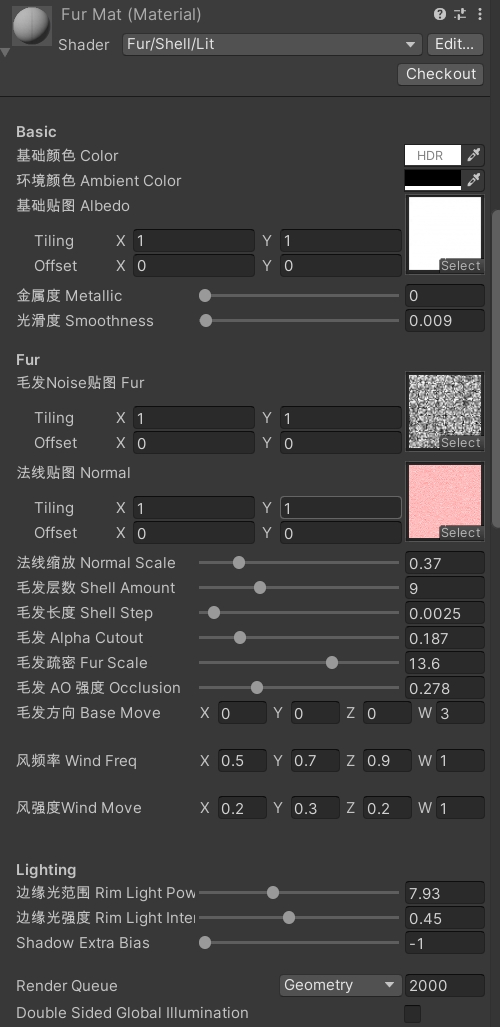 Fur Mat (Material)
Shader Fur/Shell/Lit Edit...
Checkout
Basic
基础颜色 Color HDR
环境颜色 Ambient Color
基础贴图 Albedo
Tiling X 1 Y 1
Offset X 0 Y 0
Select
金属度 Metallic 0
光滑度 Smoothness 0.009
Fur
毛发Noise贴图 Fur
Tiling X 1 Y 1
Offset X 0 Y 0
Select
法线贴图 Normal
Tiling X 1 Y 1
Offset X 0 Y 0
Select
法线缩放 Normal Scale 0.37
毛发层数 Shell Amount 9
毛发长度 Shell Step 0.0025
毛发 Alpha Cutout 0.187
毛发疏密 Fur Scale 13.6
毛发 AO 强度 Occlusion 0.278
毛发方向 Base Move X 0 Y 0 Z 0 W 3
风频率 Wind Freq X 0.5 Y 0.7 Z 0.9 W 1
风强度Wind Move X 0.2 Y 0.3 Z 0.2 W 1
Lighting
边缘光范围 Rim Light Pow 7.93
边缘光强度 Rim Light Inte 0.45
Shadow Extra Bias -1
Render Queue Geometry 2000
Double Sided Global Illumination